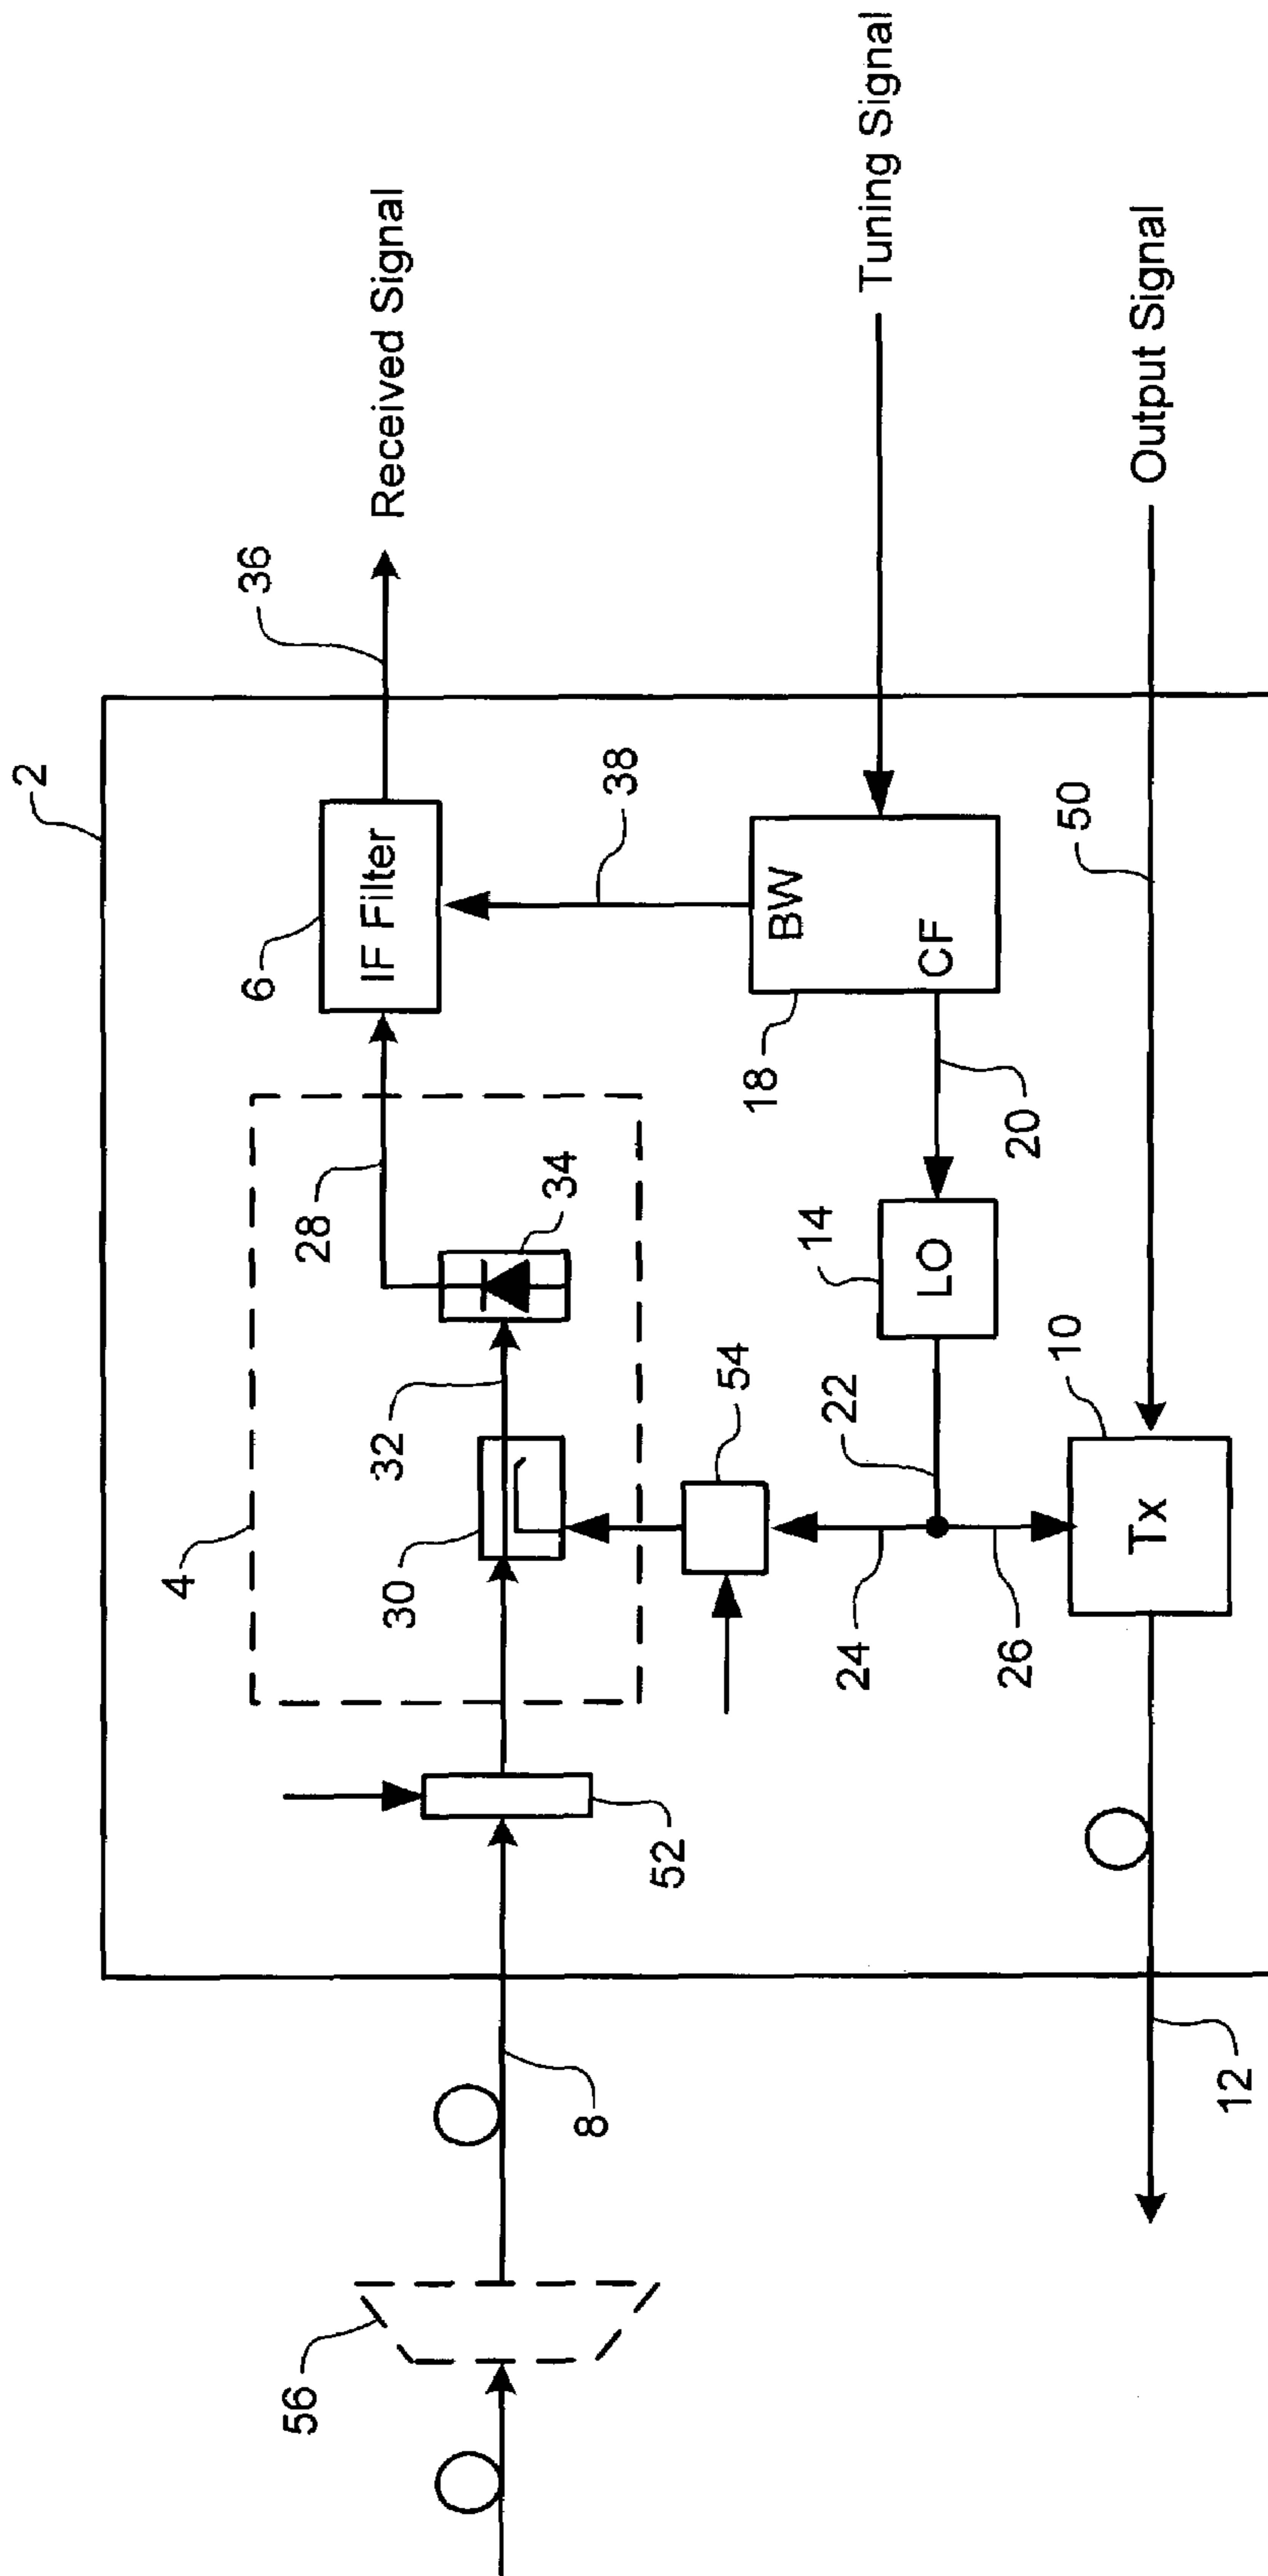 2
36
Received Signal
6
IF Filter
28
4
34
38
32
30
BW
CF
18
Tuning Signal
54
52
20
14
LO
22
24
26
10
Tx
50
Output Signal
56
8
12